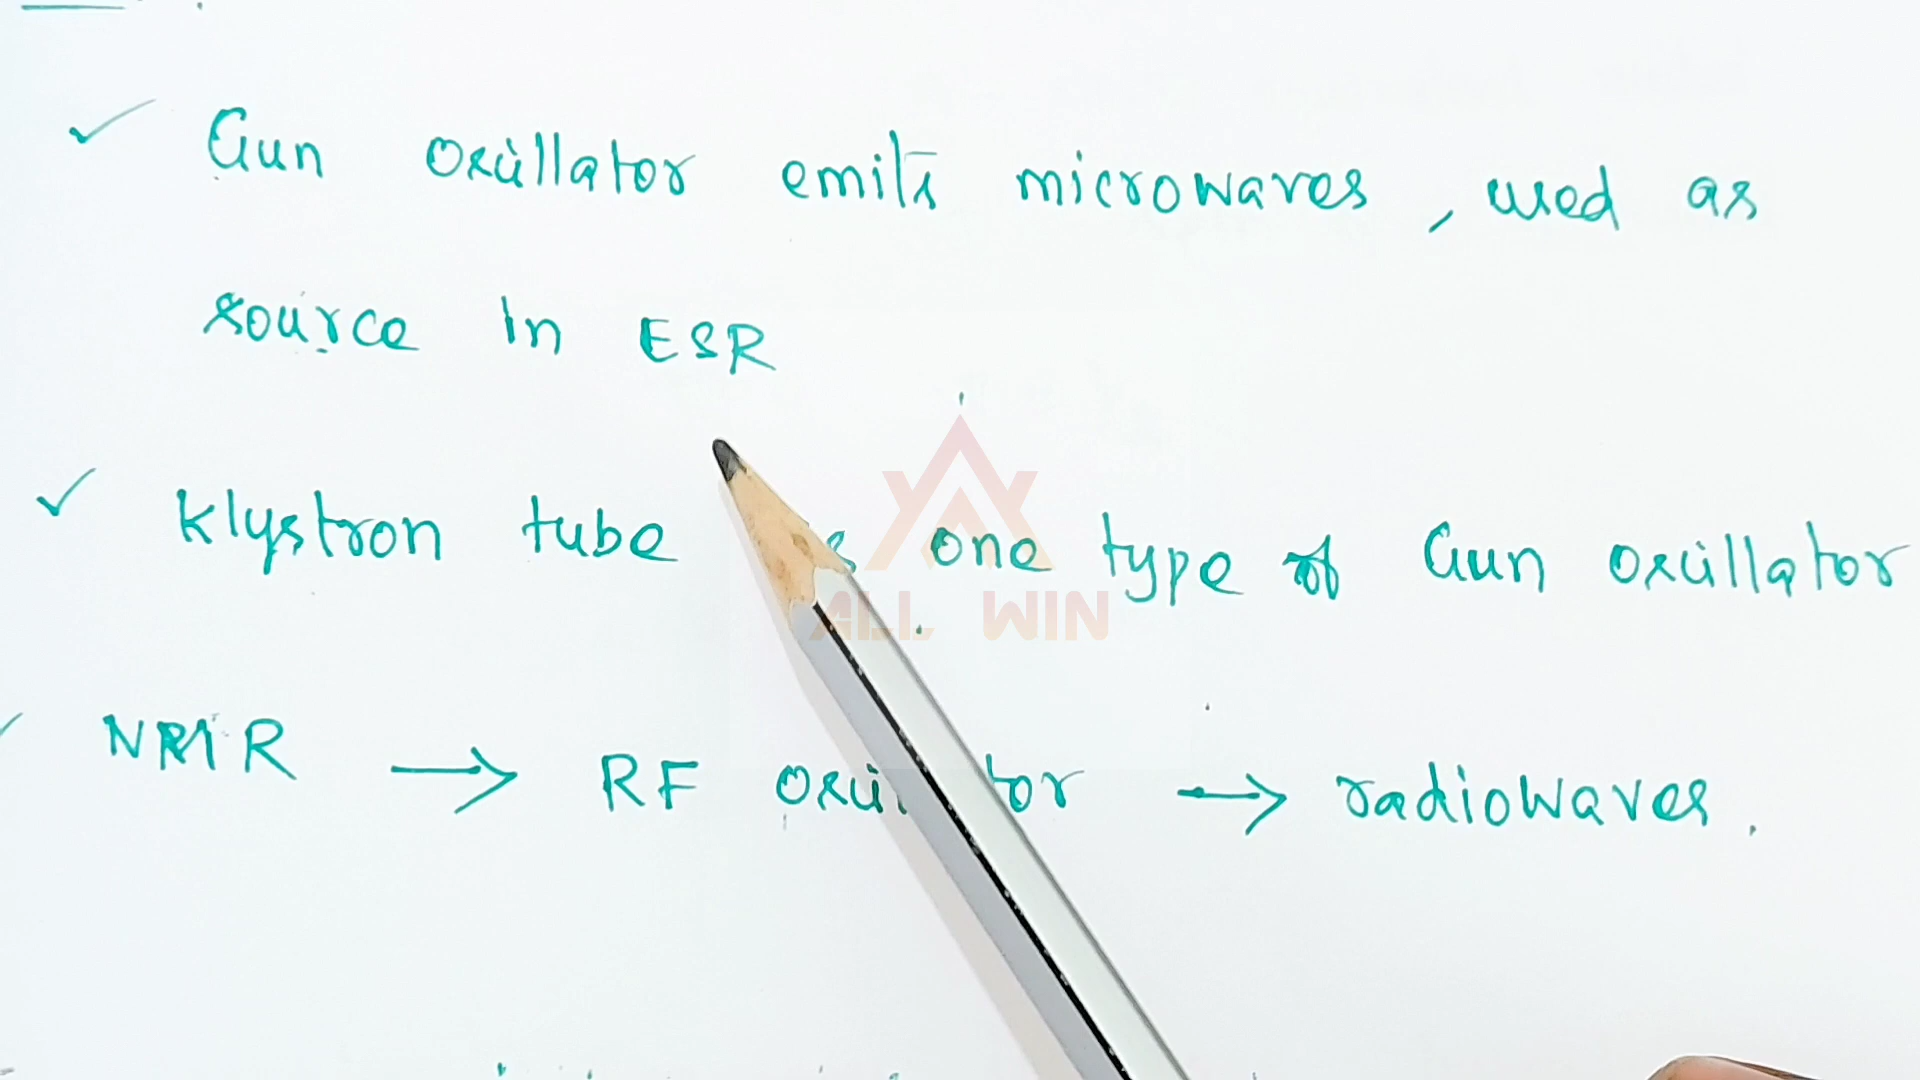 Gun oscillator emits microwaves, used as
source in ESR
Klystron tube one type of Gun oscillator
NMR → RF → radiowaves.
ALL WIN